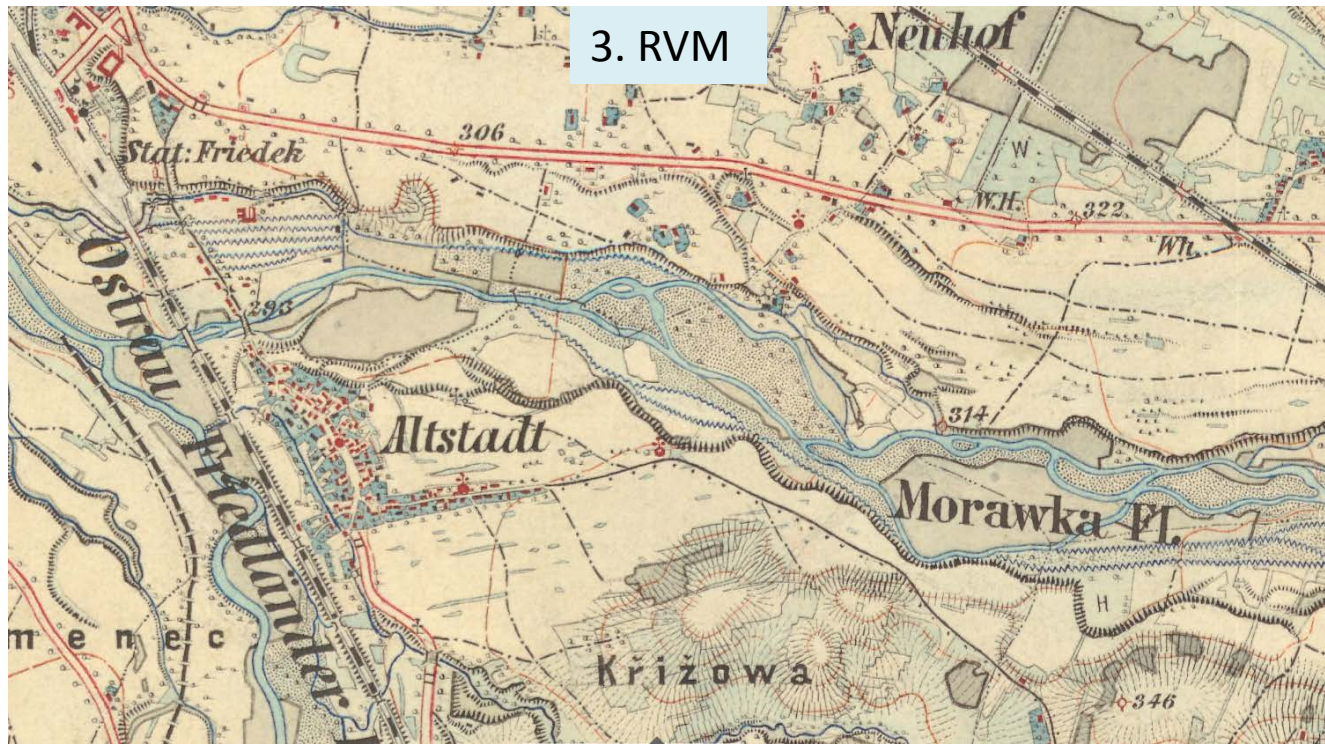 3. RVM
Neuhof
306
Stat: Friedek
W
W.H.
322
Wh.
Ostrau
293
Friedländer
Altstadt
314
Morawka Fl.
H
menec
Křižowa
346